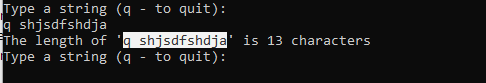 Type a string (q - to quit):
q shjsdfshdja
The length of 'q shjsdfshdja' is 13 characters
Type a string (q - to quit):